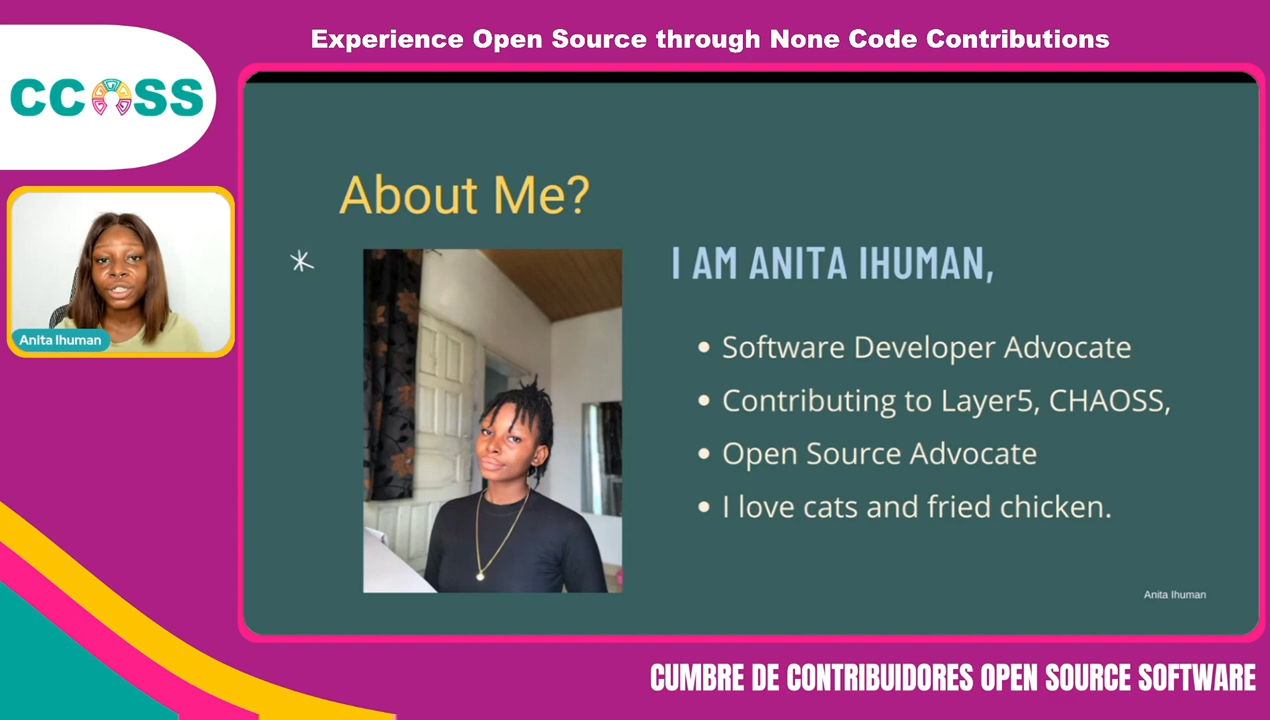 Experience Open Source through None Code Contributions
CCOSS
Anita Ihuman
About Me?
I AM ANITA IHUMAN,
Software Developer Advocate
Contributing to Layer5, CHAOSS,
Open Source Advocate
I love cats and fried chicken.
Anita Ihuman
CUMBRE DE CONTRIBUIDORES OPEN SOURCE SOFTWARE